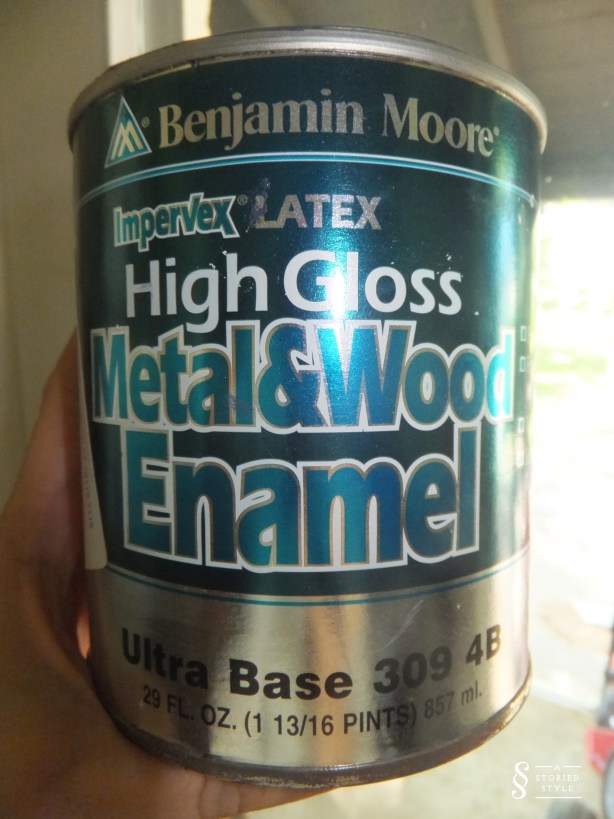 Benjamin Moore®
Impervex® LATEX
High Gloss
Metal&Wood
Enamel
Ultra Base 309 4B
29 FL. OZ. (1 13/16 PINTS) 857 ml.
§ A
STORIED
STYLE